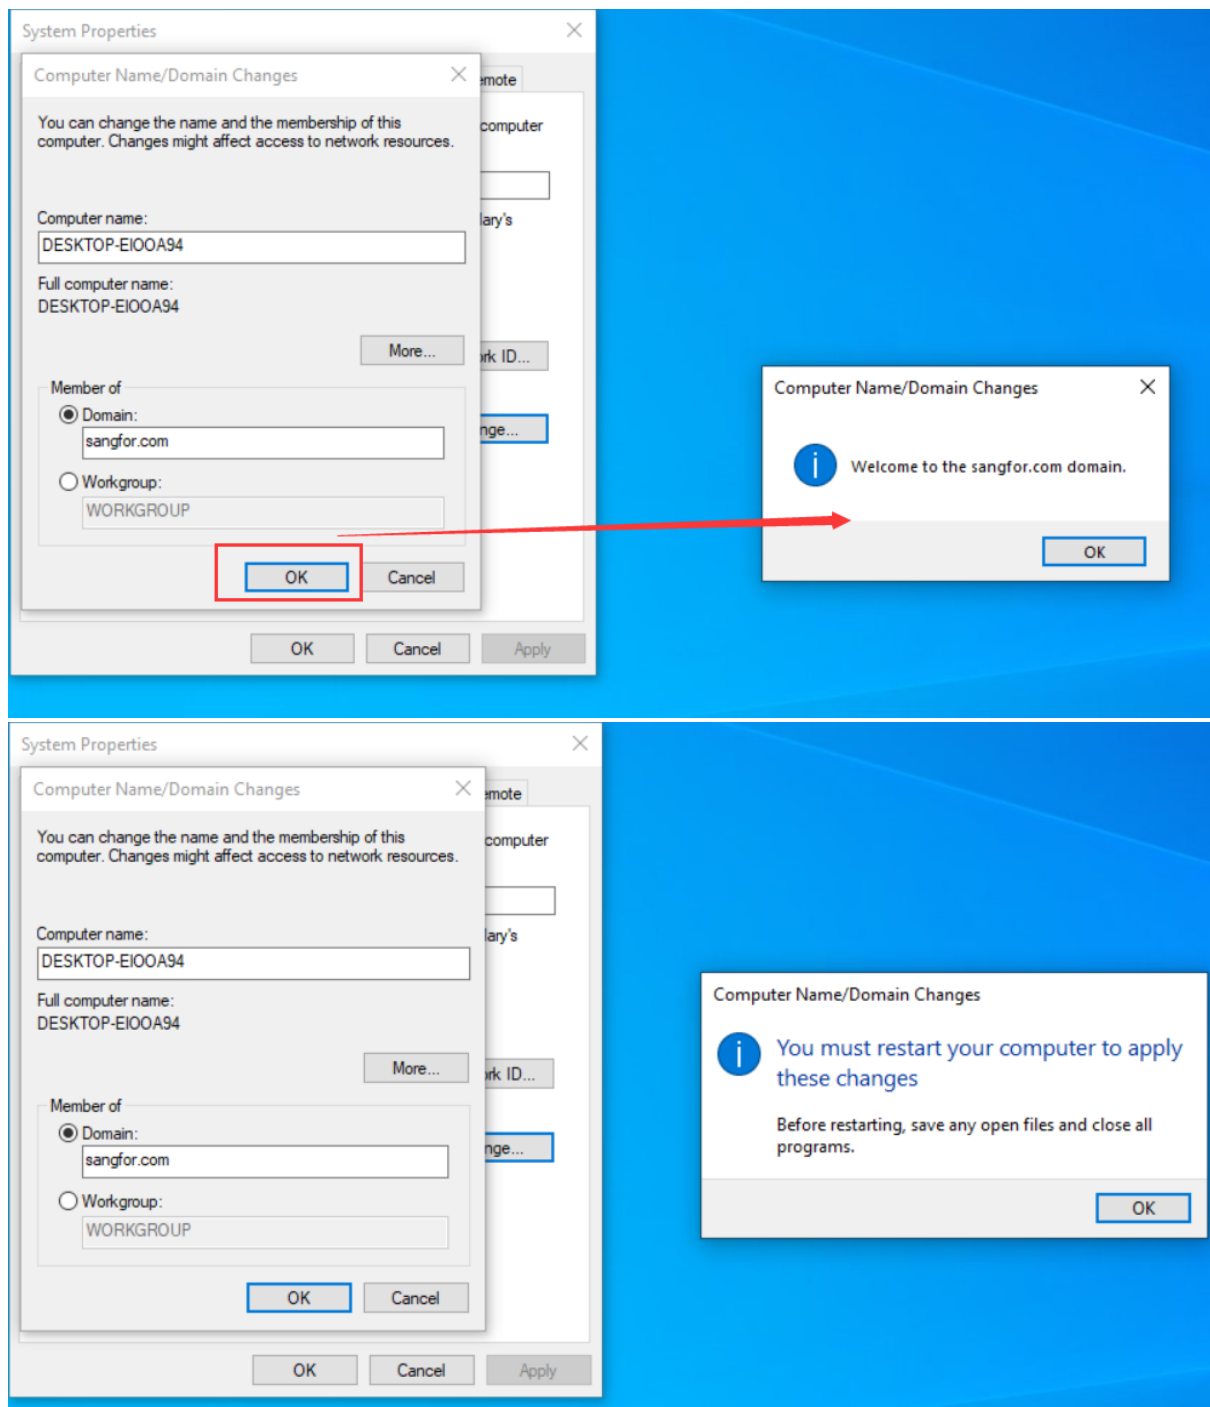 System Properties
Computer Name/Domain Changes
emote
You can change the name and the membership of this
computer. Changes might affect access to network resources.
computer
Computer name:
lary's
DESKTOP-EIOOA94
Full computer name:
DESKTOP-EIOOA94
More...
ork ID...
Member of
Domain:
sangfor.com
nge...
Workgroup:
WORKGROUP
OK
Cancel
OK
Cancel
Apply
Computer Name/Domain Changes
Welcome to the sangfor.com domain.
OK
System Properties
Computer Name/Domain Changes
emote
You can change the name and the membership of this
computer. Changes might affect access to network resources.
computer
Computer name:
lary's
DESKTOP-EIOOA94
Full computer name:
DESKTOP-EIOOA94
More...
ork ID...
Member of
Domain:
sangfor.com
nge...
Workgroup:
WORKGROUP
OK
Cancel
OK
Cancel
Apply
Computer Name/Domain Changes
You must restart your computer to apply
these changes
Before restarting, save any open files and close all
programs.
OK